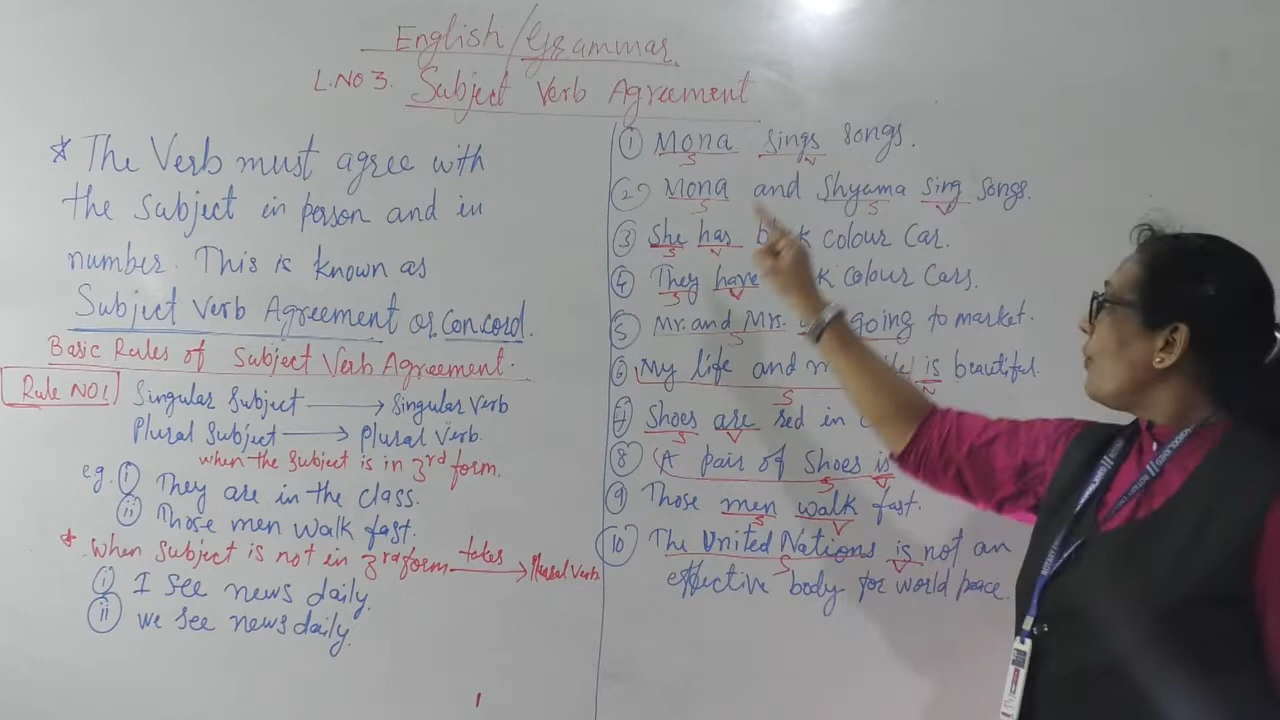 English/Grammar
L.NO 3. Subject Verb Agreement
* The Verb must agree with
the Subject in person and in
number. This is known as
Subject Verb Agreement or Concord.
Basic Rules of Subject Verb Agreement.
Rule NO1 Singular Subject → Singular Verb
Plural Subject → Plural Verb.
when the Subject is in 3rd form.
eg. i They are in the class.
ii Those men walk fast.
* When Subject is not in 3rd form takes → Plural Verb
i I see news daily.
ii we see news daily.
1 Mona sings songs.
S V
2 Mona and Shyama sing songs.
S S V
3 She has colour Car.
S V
4 They have colour Cars.
S V
5 Mr. and Mrs. going to market.
S
6 My life and is beautiful.
S
7 Shoes are red in
S V
8 (A pair of Shoes is
S V
9 Those men walk fast.
S V
10 The United Nations is not an
S V
effective body for world peace.